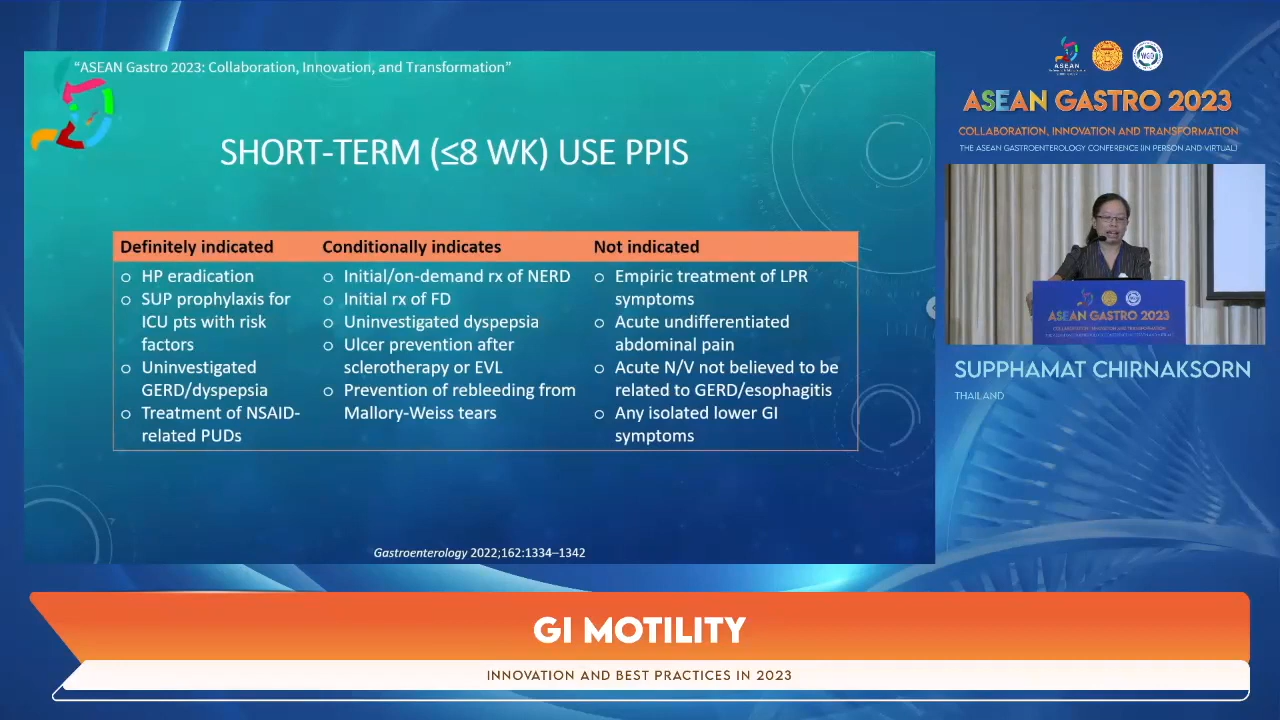 "ASEAN Gastro 2023: Collaboration, Innovation, and Transformation"
SHORT-TERM (≤8 WK) USE PPIS
Definitely indicated
HP eradication
SUP prophylaxis for
ICU pts with risk
factors
Uninvestigated
GERD/dyspepsia
Treatment of NSAID-
related PUDs
Conditionally indicates
Initial/on-demand rx of NERD
Initial rx of FD
Uninvestigated dyspepsia
Ulcer prevention after
sclerotherapy or EVL
Prevention of rebleeding from
Mallory-Weiss tears
Not indicated
Empiric treatment of LPR
symptoms
Acute undifferentiated
abdominal pain
Acute N/V not believed to be
related to GERD/esophagitis
Any isolated lower GI
symptoms
Gastroenterology 2022;162:1334–1342
ASEAN
WGO
ASEAN GASTRO 2023
COLLABORATION, INNOVATION AND TRANSFORMATION
THE ASEAN GASTROENTEROLOGY CONFERENCE (IN PERSON AND VIRTUAL)
ASEAN GASTRO 2023
SUPPHAMAT CHIRNAKSORN
THAILAND
GI MOTILITY
INNOVATION AND BEST PRACTICES IN 2023